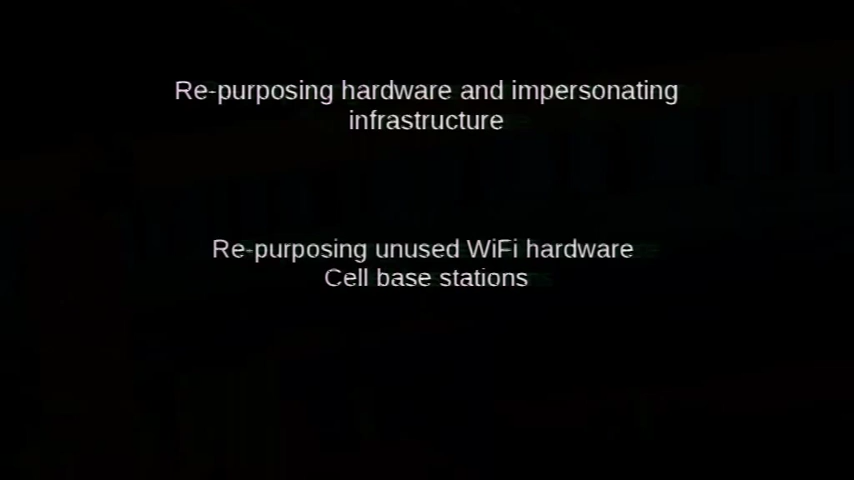 Re-purposing hardware and impersonating
infrastructure
Re-purposing unused WiFi hardware
Cell base stations